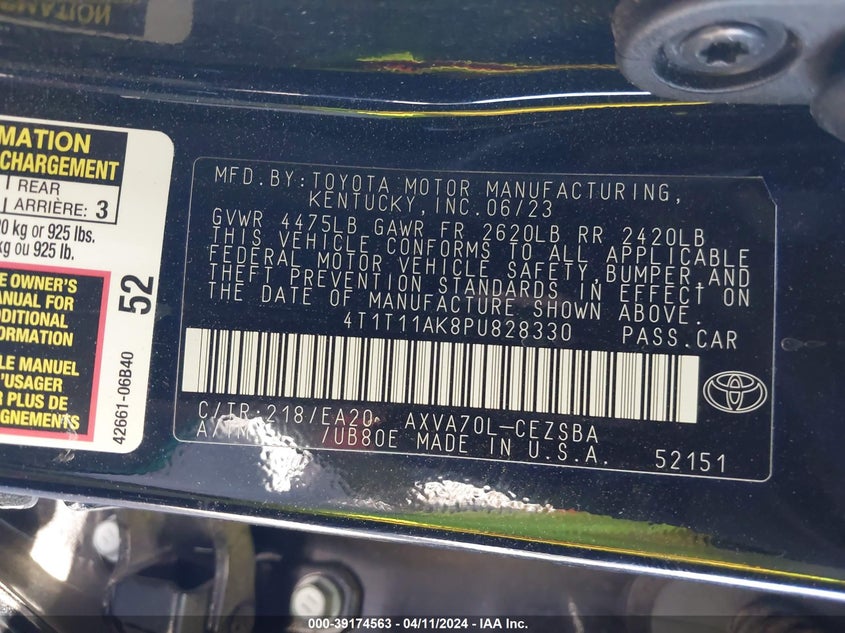 MATION
CHARGEMENT
REAR
ARRIÈRE: 3
kg or 925 lbs.
kg ou 925 lb.
E OWNER'S
MANUAL FOR
ADDITIONAL
FORMATION
LE MANUEL
D'USAGER
PLUS DE
GNEMENTS
52
42661-06B40
MFD.BY:TOYOTA MOTOR MANUFACTURING,
KENTUCKY, INC. 06/23
GVWR 4475LB GAWR FR 2620LB RR 2420LB
THIS VEHICLE CONFORMS TO ALL APPLICABLE
FEDERAL MOTOR VEHICLE SAFETY,BUMPER,AND
THEFT PREVENTION STANDARDS IN EFFECT ON
THE DATE OF MANUFACTURE SHOWN ABOVE.
4T1T11AK8PU828330 PASS.CAR
C/TR:218/EA20 AXVA70L-CEZSBA
/UB80E MADE IN U.S.A. 52151
000-39174563 - 04/11/2024 - IAA Inc.